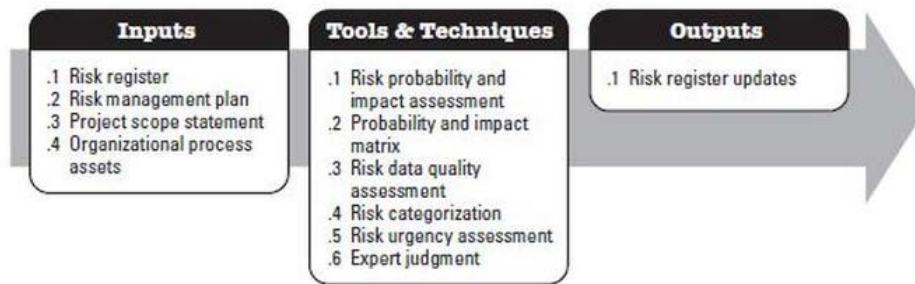 Inputs
.1 Risk register
.2 Risk management plan
.3 Project scope statement
.4 Organizational process
assets
Tools & Techniques
.1 Risk probability and
impact assessment
.2 Probability and impact
matrix
.3 Risk data quality
assessment
.4 Risk categorization
.5 Risk urgency assessment
.6 Expert judgment
Outputs
.1 Risk register updates